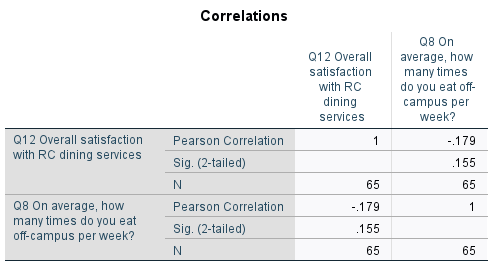 Correlations
Q12 Overall
satisfaction
with RC
dining
services
Q8 On
average, how
many times
do you eat off-
campus per
week?
Q12 Overall satisfaction
with RC dining services
Pearson Correlation 1 -.179
Sig. (2-tailed) .155
N 65 65
Q8 On average, how
many times do you eat
off-campus per week?
Pearson Correlation -.179 1
Sig. (2-tailed) .155
N 65 65